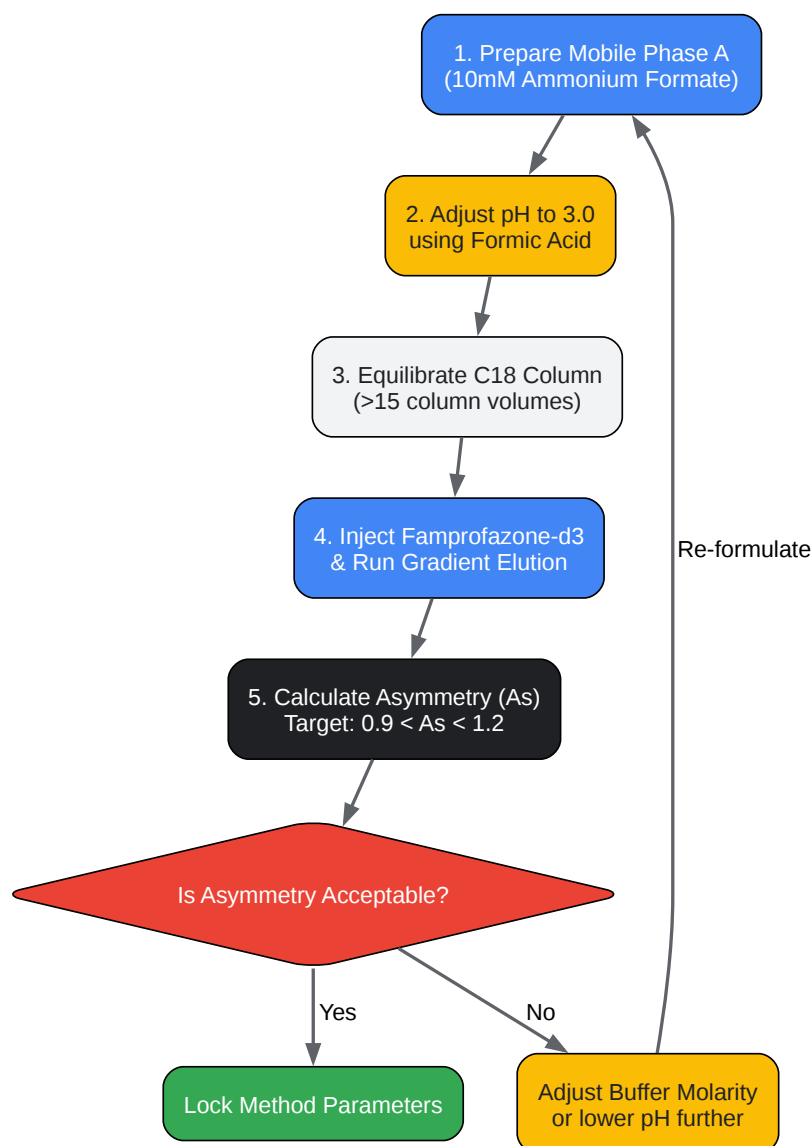 1. Prepare Mobile Phase A
(10mM Ammonium Formate)
2. Adjust pH to 3.0
using Formic Acid
3. Equilibrate C18 Column
(>15 column volumes)
4. Inject Famprofazone-d3
& Run Gradient Elution
Re-formulate
5. Calculate Asymmetry (As)
Target: 0.9 < As < 1.2
Is Asymmetry Acceptable?
Yes
No
Lock Method Parameters
Adjust Buffer Molarity
or lower pH further